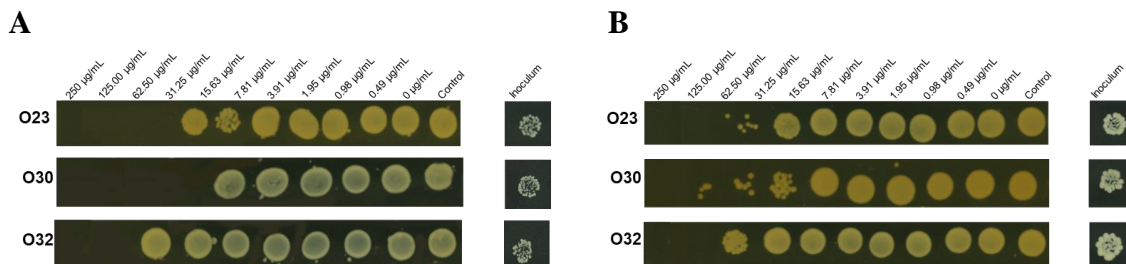 A
B
250 µg/mL
125.00 µg/mL
62.50 µg/mL
31.25 µg/mL
15.63 µg/mL
7.81 µg/mL
3.91 µg/mL
1.95 µg/mL
0.98 µg/mL
0.49 µg/mL
0 µg/mL
Control
Inoculum
250 µg/mL
125.00 µg/mL
62.50 µg/mL
31.25 µg/mL
15.63 µg/mL
7.81 µg/mL
3.91 µg/mL
1.95 µg/mL
0.98 µg/mL
0.49 µg/mL
0 µg/mL
Control
Inoculum
O23
O23
O30
O30
O32
O32